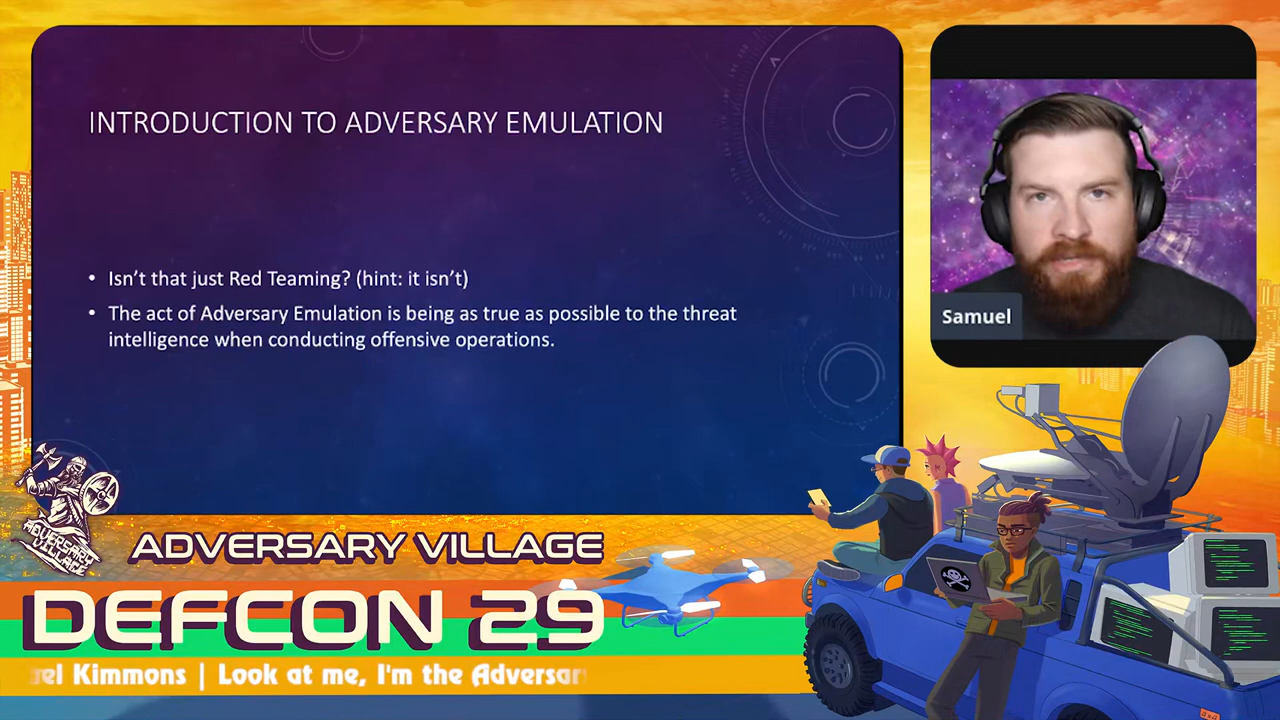 INTRODUCTION TO ADVERSARY EMULATION
• Isn't that just Red Teaming? (hint: it isn't)
• The act of Adversary Emulation is being as true as possible to the threat
intelligence when conducting offensive operations.
Samuel
ADVERSARY
VILLAGE
ADVERSARY VILLAGE
DEFCON 29
Kimmons | Look at me, I'm the